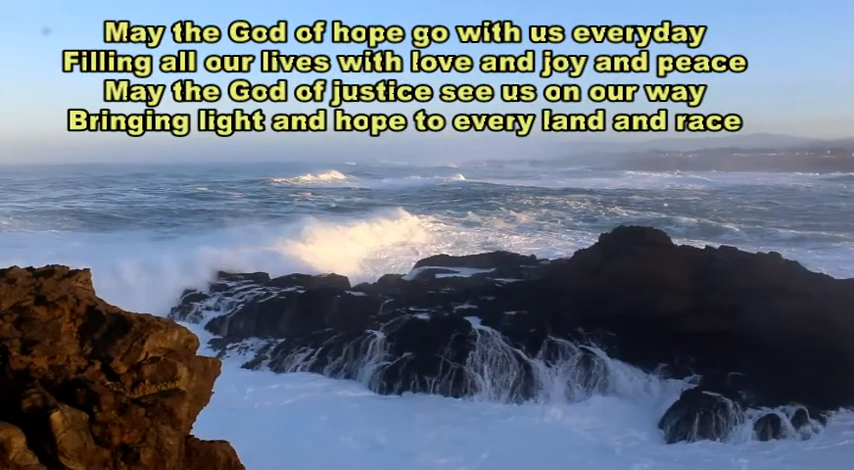 May the God of hope go with us everyday
Filling all our lives with love and joy and peace
May the God of justice see us on our way
Bringing light and hope to every land and race